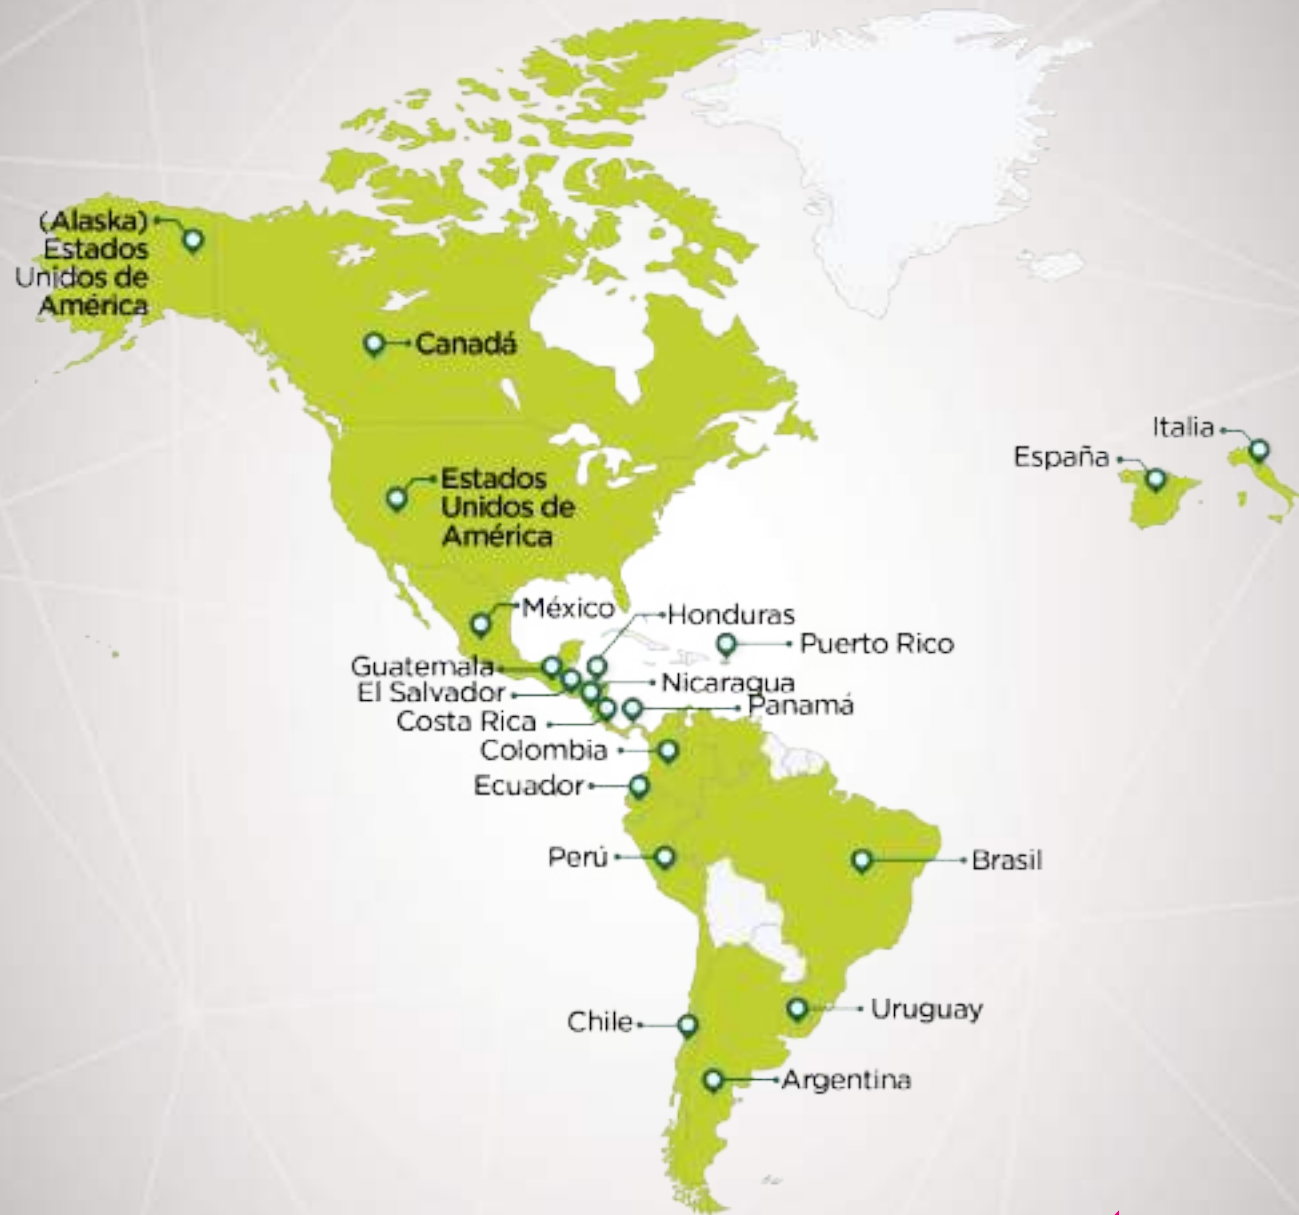 (Alaska)
Estados
Unidos de
América
Canadá
Italia
España
Estados
Unidos de
América
México
Honduras
Puerto Rico
Guatemala
Nicaragua
El Salvador
Panamá
Costa Rica
Colombia
Ecuador
Perú
Brasil
Uruguay
Chile
Argentina